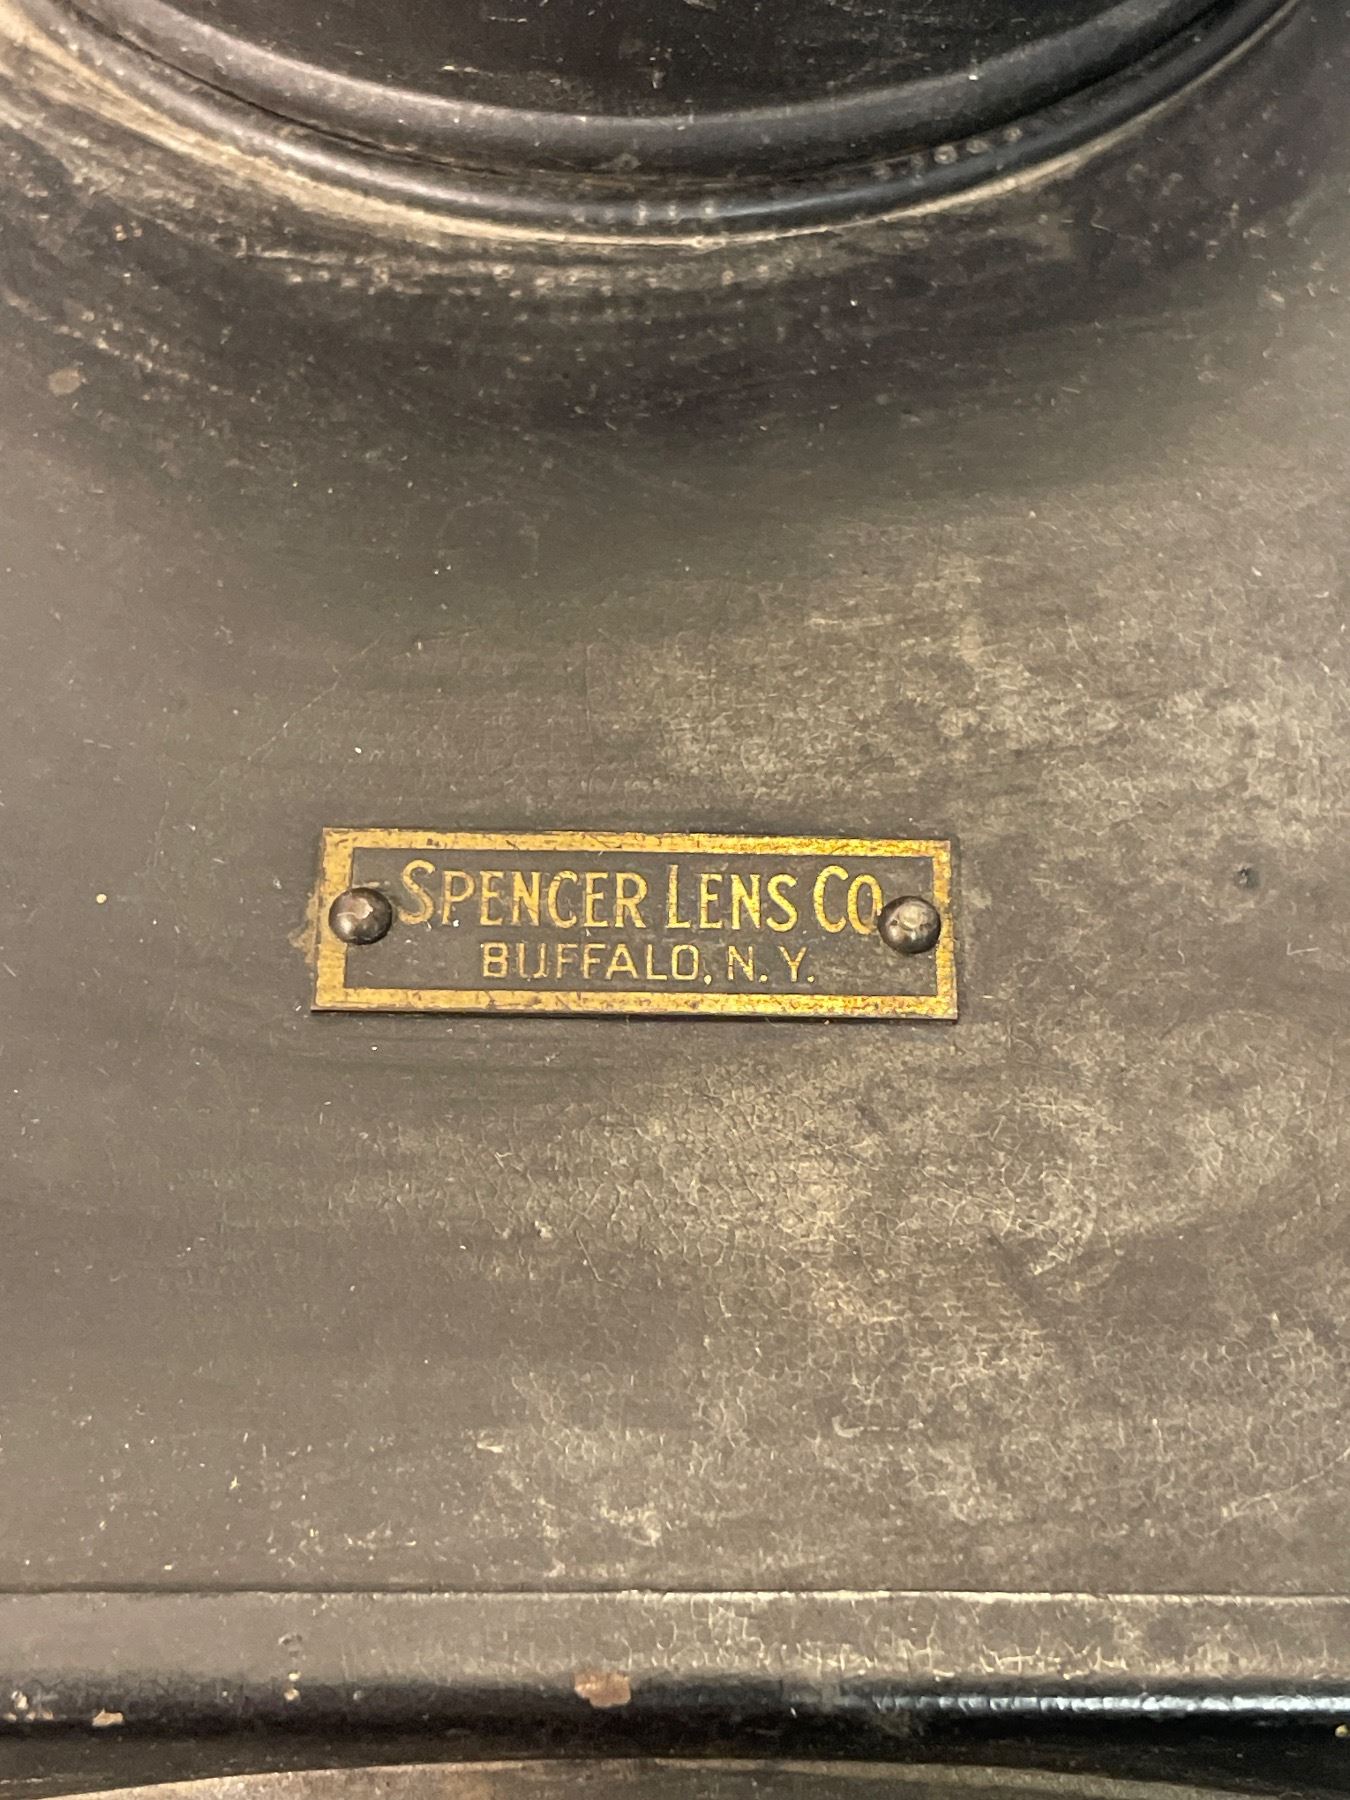 SPENCER LENS CO
BUFFALO, N.Y.